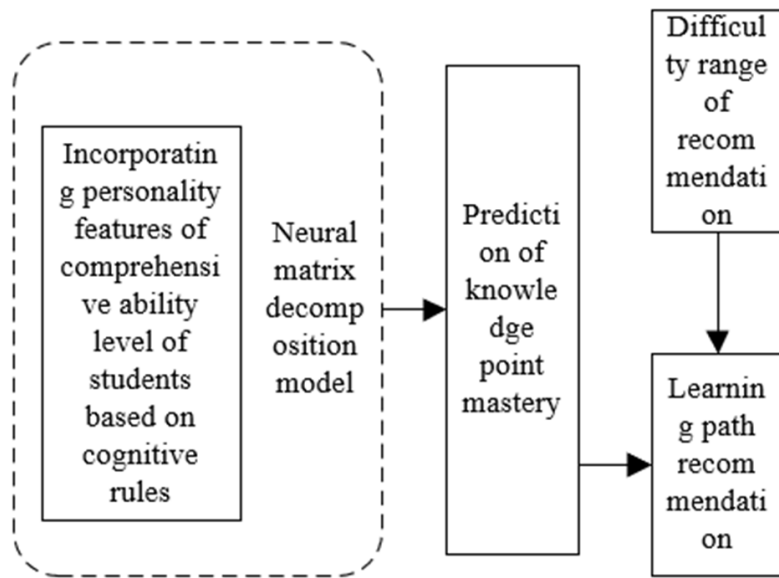 Incorporatin
g personality
features of
comprehensi
ve ability
level of
students
based on
cognitive
rules
Neural
matrix
decomp
osition
model
Predicti
on of
knowle
dge
point
mastery
Difficul
ty range
of
recom
mendati
on
Learnin
g path
recom
mendati
on